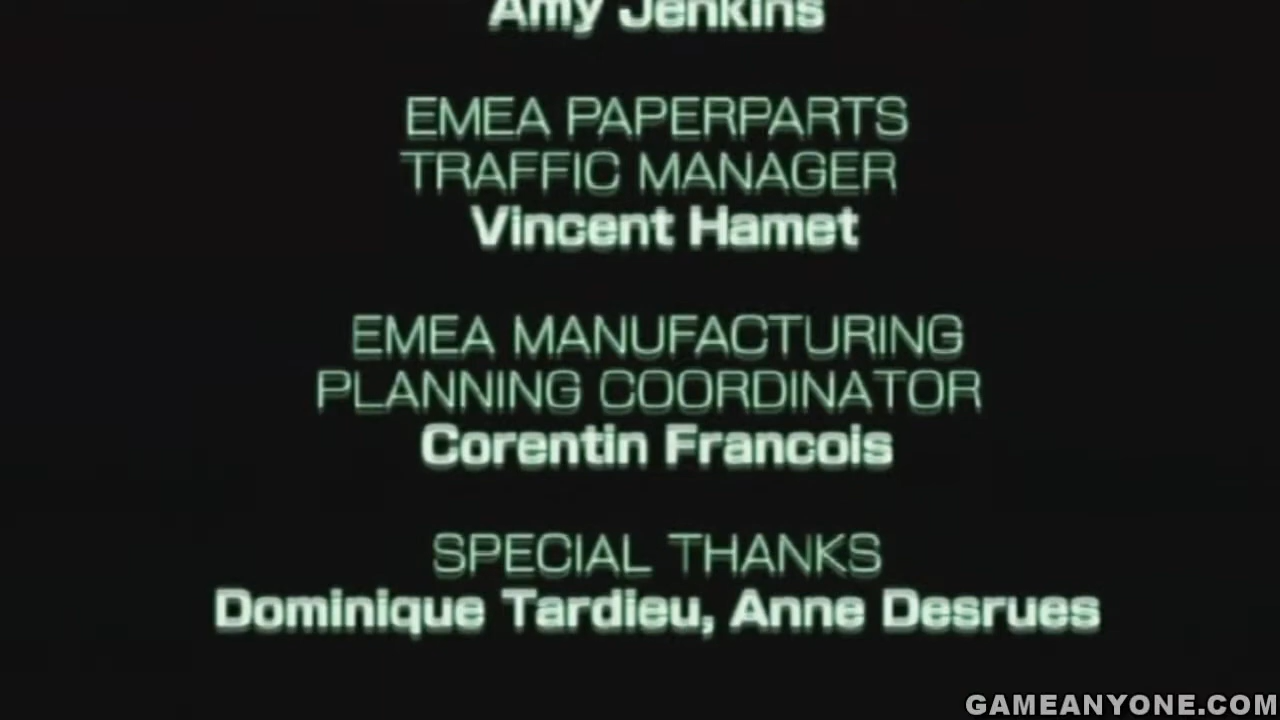 Amy Jenkins
EMEA PAPERPARTS
TRAFFIC MANAGER
Vincent Hamet
EMEA MANUFACTURING
PLANNING COORDINATOR
Corentin Francois
SPECIAL THANKS
Dominique Tardieu, Anne Desrues
GAMEANYONE.COM